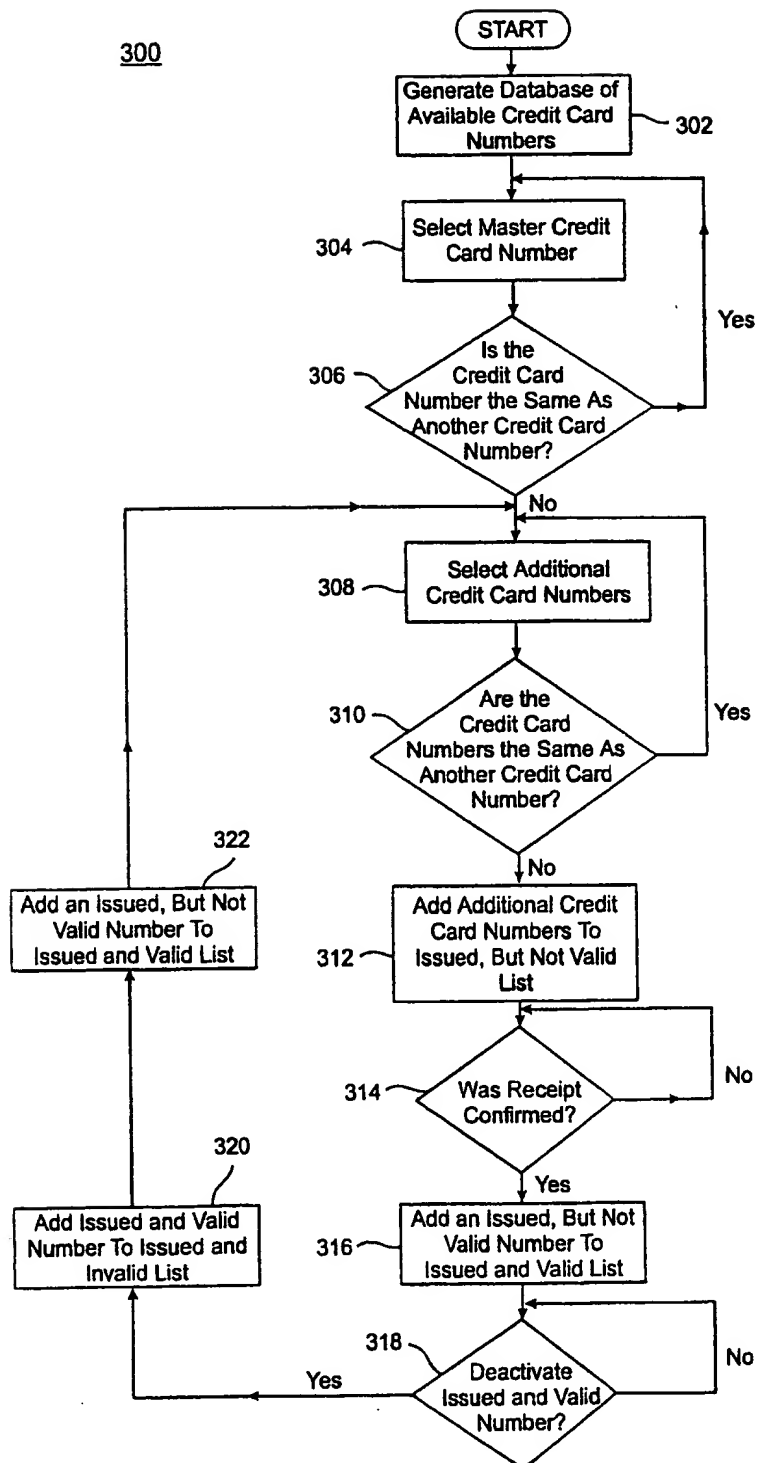 START
300
Generate Database of
Available Credit Card
Numbers
302
Select Master Credit
Card Number
304
Yes
Is the
Credit Card
Number the Same As
Another Credit Card
Number?
306
No
Select Additional
Credit Card Numbers
308
Are the
Credit Card
Numbers the Same As
Another Credit Card
Number?
310
Yes
No
322
Add an Issued, But Not
Valid Number To
Issued and Valid List
Add Additional Credit
Card Numbers To
Issued, But Not Valid
List
312
Was Receipt
Confirmed?
314
No
Yes
320
Add Issued and Valid
Number To Issued and
Invalid List
Add an Issued, But Not
Valid Number To
Issued and Valid List
316
318
Deactivate
Issued and Valid
Number?
No
Yes